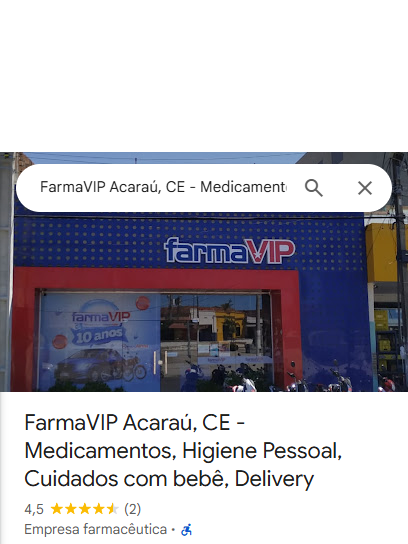 FarmaVIP Acaraú, CE - Medicament
farmaVIP
farmaVIP
10 anos
FarmaVIP Acaraú, CE -
Medicamentos, Higiene Pessoal,
Cuidados com bebê, Delivery
4,5 (2)
Empresa farmacêutica ·